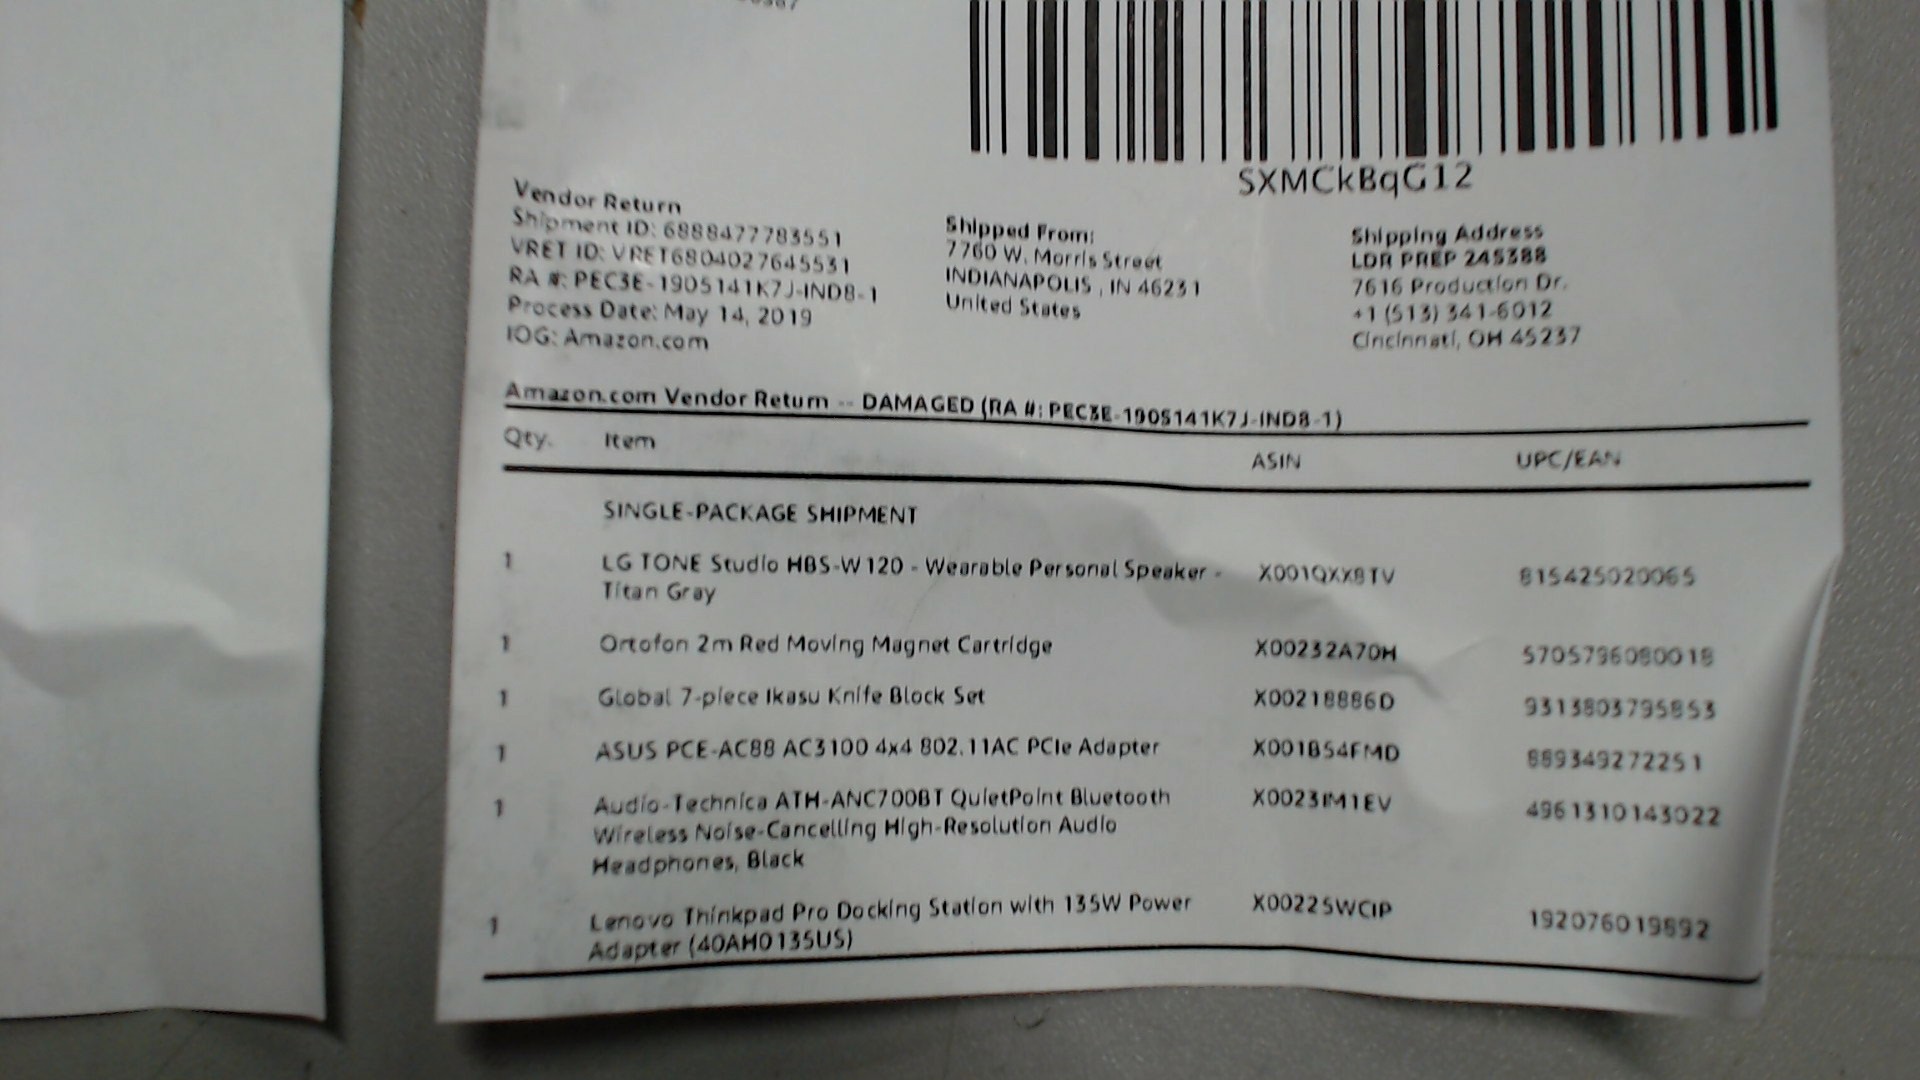 SXMCkBqG12
Vendor Return
Shipment ID: 6888477783551
VRET ID: VRET6804027645531
RA #: PEC3E-1905141K7J-IND8-1
Process Date: May 14, 2019
IOG: Amazon.com
Shipped From:
7760 W. Morris Street
INDIANAPOLIS , IN 46231
United States
Shipping Address
LDR PREP 245388
7616 Production Dr.
+1 (513) 341-6012
Cincinnati, OH 45237
Amazon.com Vendor Return -- DAMAGED (RA #: PEC3E-1905141K7J-IND8-1)
Qty. Item ASIN UPC/EAN
SINGLE-PACKAGE SHIPMENT
1 LG TONE Studio HBS-W120 - Wearable Personal Speaker - X001QXXBTV 815425020065
Titan Gray
1 Ortofon 2m Red Moving Magnet Cartridge X00232A70H 5705796080018
1 Global 7-piece Ikasu Knife Block Set X00218886D 9313803795853
1 ASUS PCE-AC88 AC3100 4x4 802.11AC PCIe Adapter X001B54FMD 889349272251
1 Audio-Technica ATH-ANC700BT QuietPoint Bluetooth X0023IM1EV 4961310143022
Wireless Noise-Cancelling High-Resolution Audio
Headphones, Black
1 Lenovo Thinkpad Pro Docking Station with 135W Power X00225WCIP 192076019892
Adapter (40AH0135US)